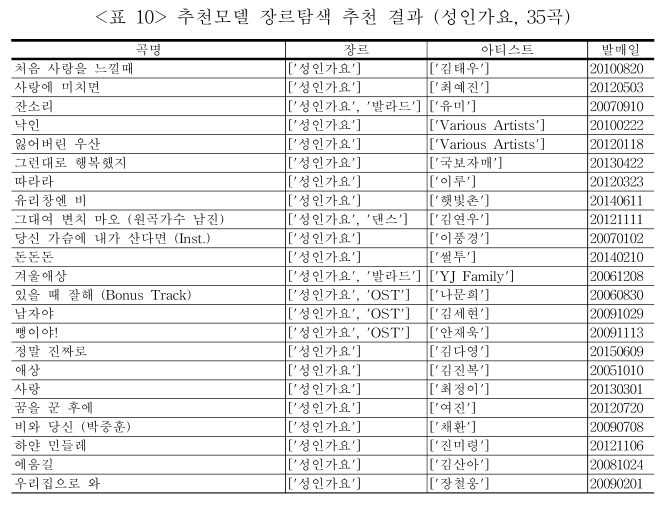 <표 10> 추천모델 장르탐색 추천 결과 (성인가요, 35곡)
곡명 장르 아티스트 발매일
처음 사랑을 느낄때 ['성인가요'] ['김태우'] 20100820
사랑에 미치면 ['성인가요'] ['최예진'] 20120503
잔소리 ['성인가요', '발라드'] ['유미'] 20070910
낙인 ['성인가요'] ['Various Artists'] 20100222
잃어버린 우산 ['성인가요'] ['Various Artists'] 20120118
그런대로 행복했지 ['성인가요'] ['국보자매'] 20130422
따라라 ['성인가요'] ['이루'] 20120323
유리창엔 비 ['성인가요'] ['햇빛촌'] 20140611
그대여 변치 마오 (원곡가수 남진) ['성인가요', '댄스'] ['김연우'] 20121111
당신 가슴에 내가 산다면 (Inst.) ['성인가요'] ['이풍경'] 20070102
돈돈돈 ['성인가요'] ['썰투'] 20140210
겨울애상 ['성인가요', '발라드'] ['YJ Family'] 20061208
있을 때 잘해 (Bonus Track) ['성인가요', 'OST'] ['나문희'] 20060830
남자야 ['성인가요', 'OST'] ['김세현'] 20091029
뻥이야! ['성인가요', 'OST'] ['안재욱'] 20091113
정말 진짜로 ['성인가요'] ['김다영'] 20150609
애상 ['성인가요'] ['김진복'] 20051010
사랑 ['성인가요'] ['최정이'] 20130301
꿈을 꾼 후에 ['성인가요'] ['여진'] 20120720
비와 당신 (박중훈) ['성인가요'] ['채환'] 20090708
하얀 민들레 ['성인가요'] ['진미령'] 20121106
에움길 ['성인가요'] ['김산아'] 20081024
우리집으로 와 ['성인가요'] ['장철웅'] 20090201